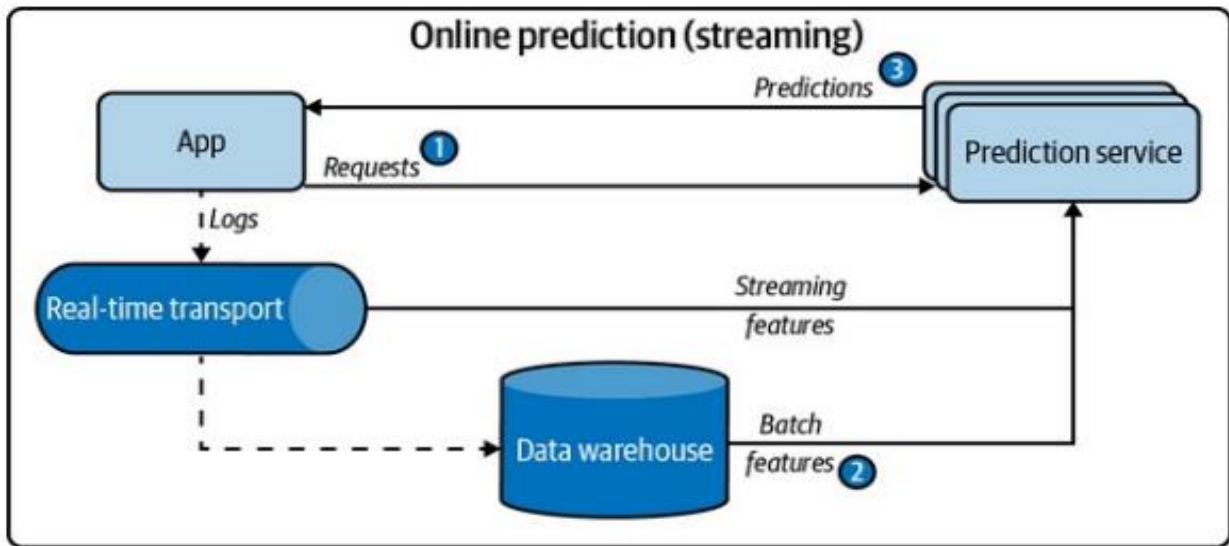 Online prediction (streaming)
Predictions 3
App
Requests 1
Prediction service
Logs
Real-time transport
Streaming
features
Data warehouse
Batch
features 2